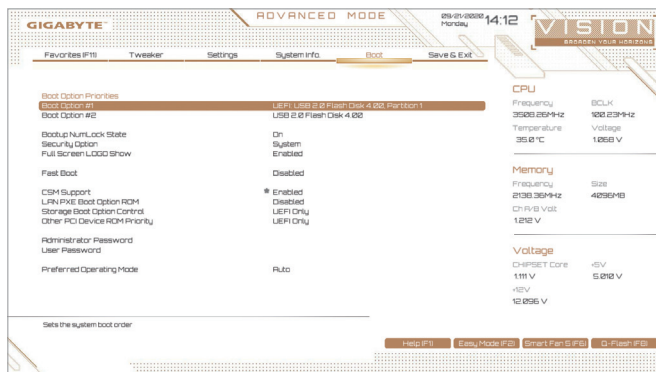 GIGABYTE™
ADVANCED MODE
09/21/2020
Monday
14:12
VISION
BROADEN YOUR HORIZONS
Favorites (F11) Tweaker Settings System Info. Boot Save & Exit
Boot Option Priorities
Boot Option #1 UEFI: USB 2.0 Flash Disk 4.00, Partition 1
Boot Option #2 USB 2.0 Flash Disk 4.00
Bootup NumLock State On
Security Option System
Full Screen LOGO Show Enabled
Fast Boot Disabled
CSM Support * Enabled
LAN PXE Boot Option ROM Disabled
Storage Boot Option Control UEFI Only
Other PCI Device ROM Priority UEFI Only
Administrator Password
User Password
Preferred Operating Mode Auto
CPU
Frequency BCLK
3508.26MHz 100.23MHz
Temperature Voltage
35.0 °C 1.068 V
Memory
Frequency Size
2138.36MHz 4096MB
Ch A/B Volt
1.212 V
Voltage
CHIPSET Core +5V
1.111 V 5.010 V
+12V
12.096 V
Sets the system boot order
Help (F1) Easy Mode (F2) Smart Fan 5 (F6) Q-Flash (F8)